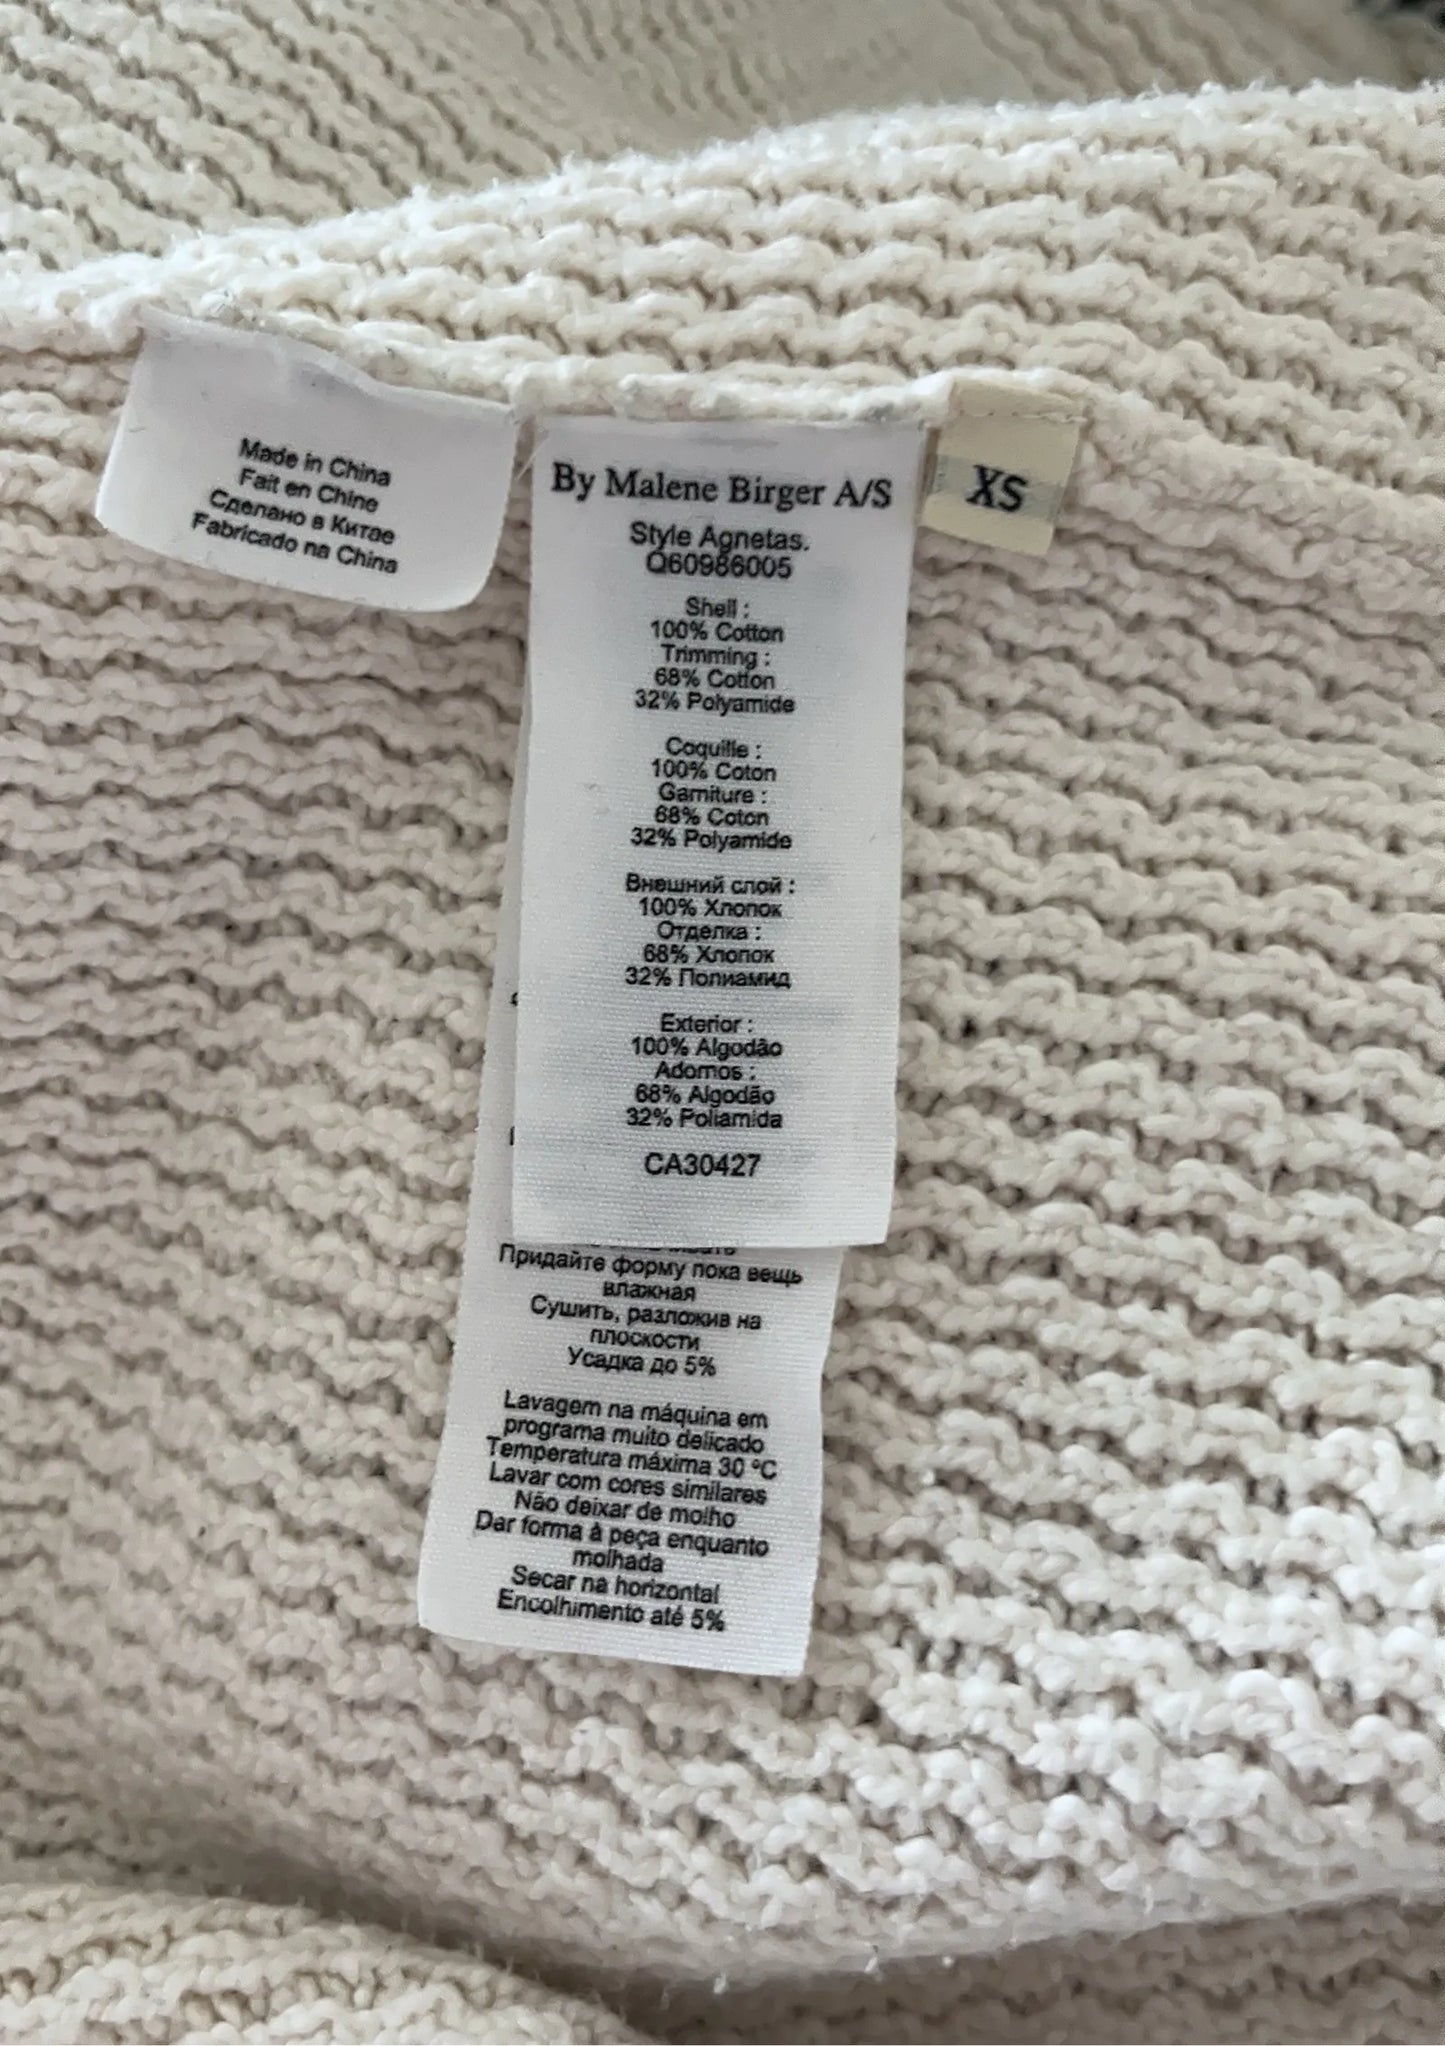 Made in China
Fait en Chine
Сделано в Китае
Fabricado na China
By Malene Birger A/S
Style Agnetas.
Q60986005
Shell :
100% Cotton
Trimming :
68% Cotton
32% Polyamide
Coquille :
100% Coton
Garniture :
68% Coton
32% Polyamide
Внешний слой :
100% Хлопок
Отделка :
68% Хлопок
32% Полиамид
Exterior :
100% Algodão
Adornos :
68% Algodão
32% Poliamida
CA30427
XS
Придайте форму пока вещь
влажная
Сушить, разложив на
плоскости
Усадка до 5%
Lavagem na máquina em
programa muito delicado
Temperatura máxima 30 ºC
Lavar com cores similares
Não deixar de molho
Dar forma à peça enquanto
molhada
Secar na horizontal
Encolhimento até 5%